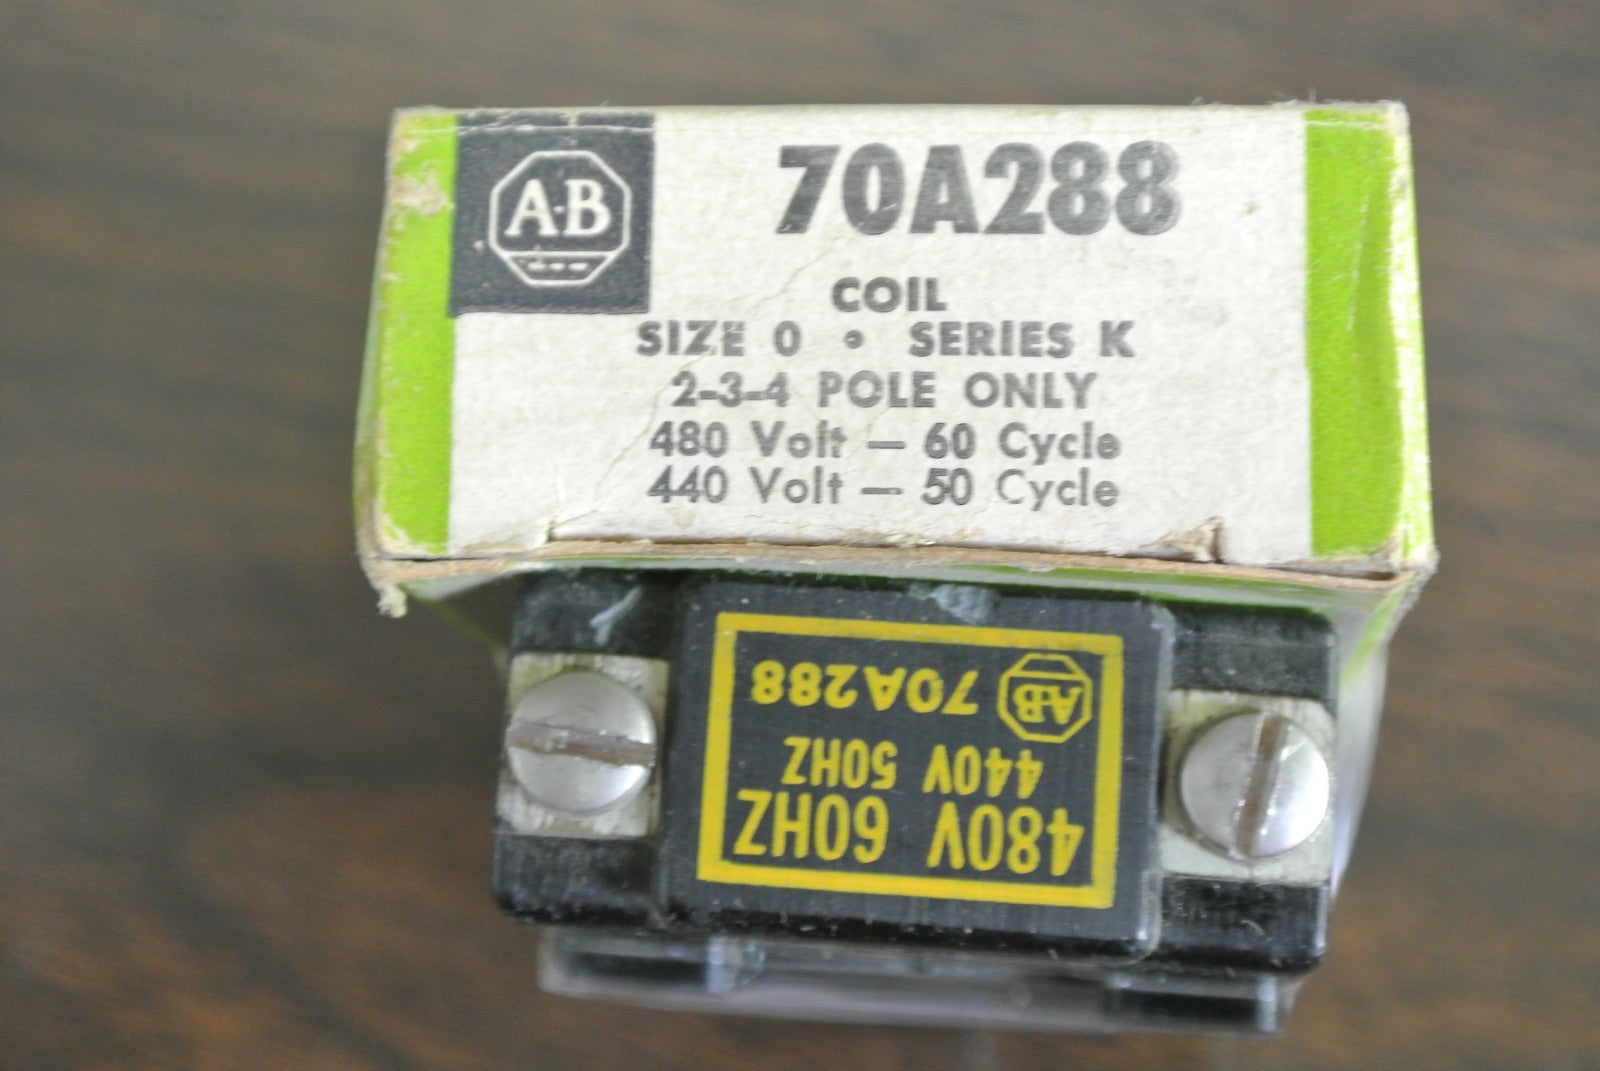 A-B
70A288
COIL
SIZE 0 • SERIES K
2-3-4 POLE ONLY
480 Volt — 60 Cycle
440 Volt — 50 Cycle
480V 60HZ
440V 50HZ
A-B 70A288